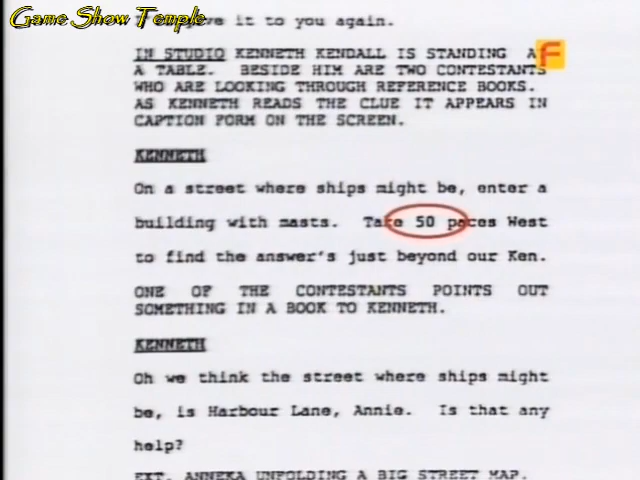 Game Show Temple
it to you again.
F
IN STUDIO KENNETH KENDALL IS STANDING AT
A TABLE. BESIDE HIM ARE TWO CONTESTANTS
WHO ARE LOOKING THROUGH REFERENCE BOOKS.
AS KENNETH READS THE CLUE IT APPEARS IN
CAPTION FORM ON THE SCREEN.
KENNETH
On a street where ships might be, enter a
building with masts. Take 50 paces West
to find the answer's just beyond our Ken.
ONE OF THE CONTESTANTS POINTS OUT
SOMETHING IN A BOOK TO KENNETH.
KENNETH
Oh we think the street where ships might
be, is Harbour Lane, Annie. Is that any
help?
EXT. ANNEKA UNFOLDING A BIG STREET MAP.